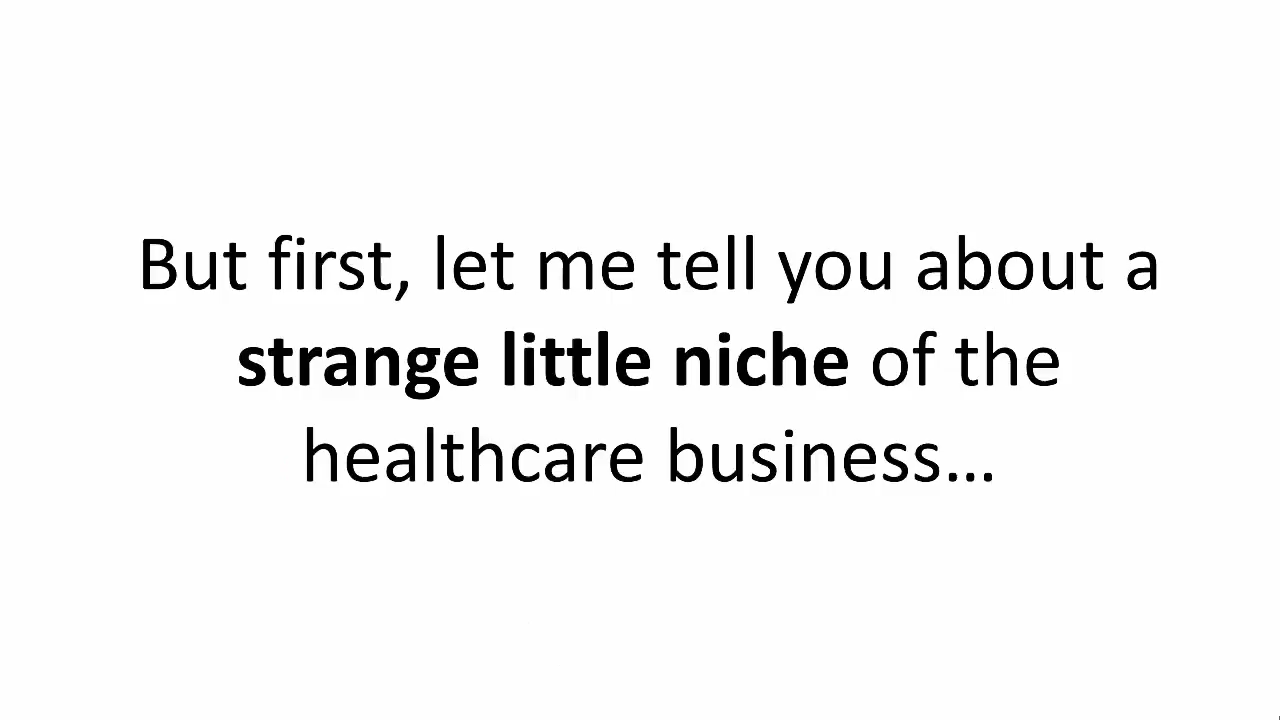 But first, let me tell you about a
strange little niche of the
healthcare business...